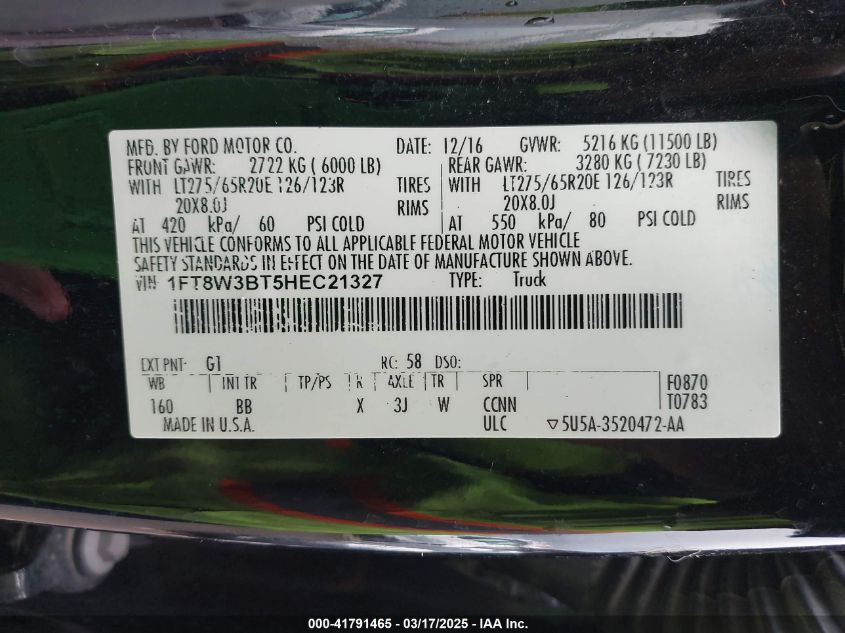 MFD. BY FORD MOTOR CO. DATE: 12/16 GVWR: 5216 KG (11500 LB)
FRONT GAWR: 2722 KG ( 6000 LB) REAR GAWR: 3280 KG ( 7230 LB)
WITH LT275/65R20E 126/123R TIRES WITH LT275/65R20E 126/123R TIRES
20X8.0J RIMS 20X8.0J RIMS
AT 420 kPa/ 60 PSI COLD AT 550 kPa/ 80 PSI COLD
THIS VEHICLE CONFORMS TO ALL APPLICABLE FEDERAL MOTOR VEHICLE
SAFETY STANDARDS IN EFFECT ON THE DATE OF MANUFACTURE SHOWN ABOVE.
VIN: 1FT8W3BT5HEC21327 TYPE: Truck
EXT PNT: G1 RC: 58 DSO:
WB INT TR TP/PS R AXLE TR SPR F0870
160 BB X 3J W CCNN T0783
MADE IN U.S.A. ULC ▽5U5A-3520472-AA
000-41791465 - 03/17/2025 - IAA Inc.